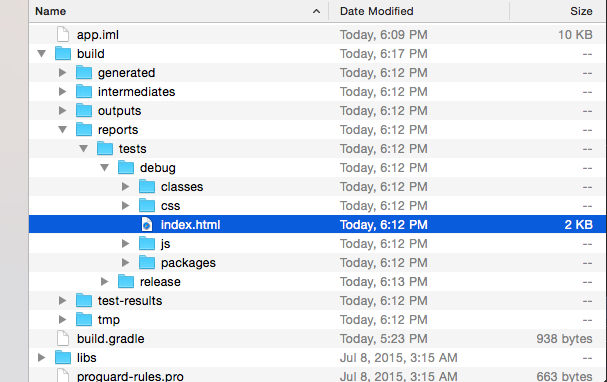 Name Date Modified Size
app.iml Today, 6:09 PM 10 KB
build Today, 6:17 PM --
generated Today, 6:12 PM --
intermediates Today, 6:12 PM --
outputs Today, 6:12 PM --
reports Today, 6:12 PM --
tests Today, 6:12 PM --
debug Today, 6:12 PM --
classes Today, 6:12 PM --
css Today, 6:12 PM --
index.html Today, 6:12 PM 2 KB
js Today, 6:12 PM --
packages Today, 6:12 PM --
release Today, 6:13 PM --
test-results Today, 6:12 PM --
tmp Today, 6:12 PM --
build.gradle Today, 5:23 PM 938 bytes
libs Jul 8, 2015, 3:15 AM --
proguard-rules.pro Jul 8, 2015, 3:15 AM 663 bytes